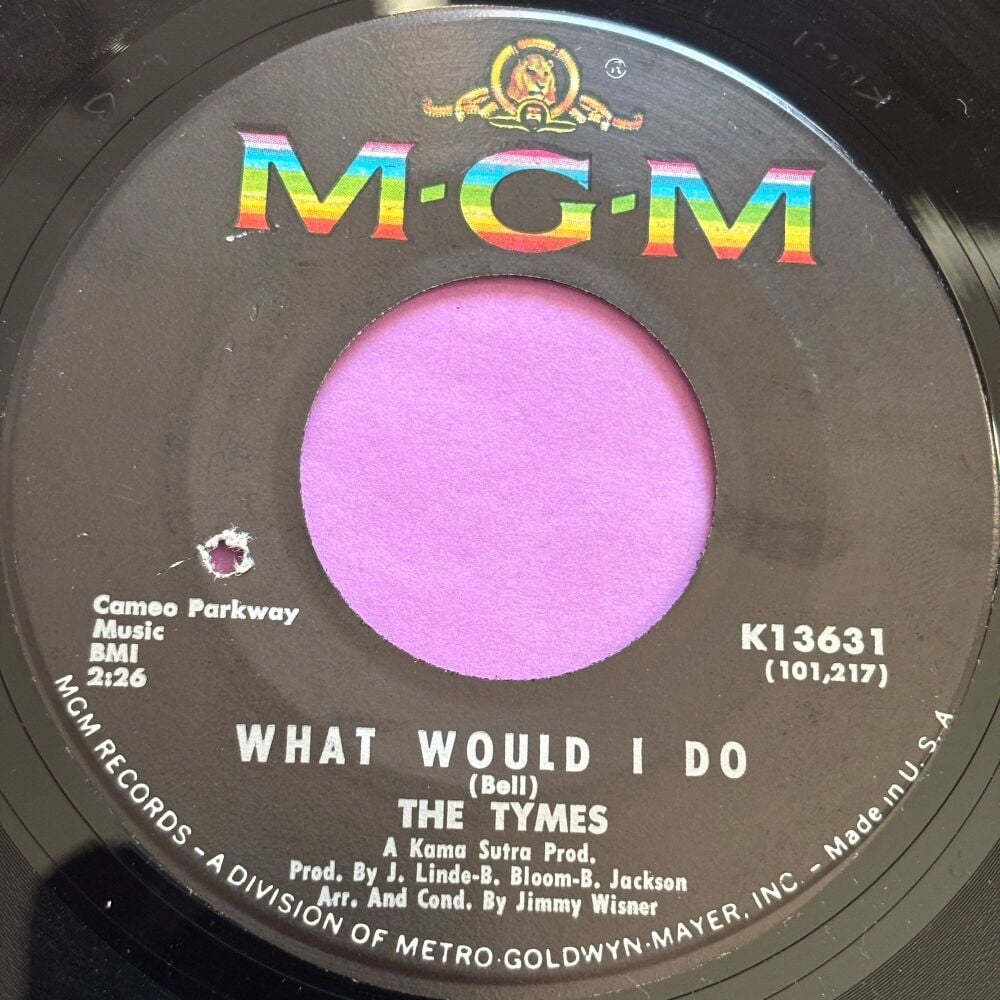 ®
M-G-M
Cameo Parkway
Music
BMI
2:26
K13631
(101,217)
WHAT WOULD I DO
(Bell)
THE TYMES
A Kama Sutra Prod.
Prod. By J. Linde-B. Bloom-B. Jackson
Arr. And Cond. By Jimmy Wisner
MGM RECORDS - A DIVISION OF METRO-GOLDWYN-MAYER, INC. - Made in U.S.A